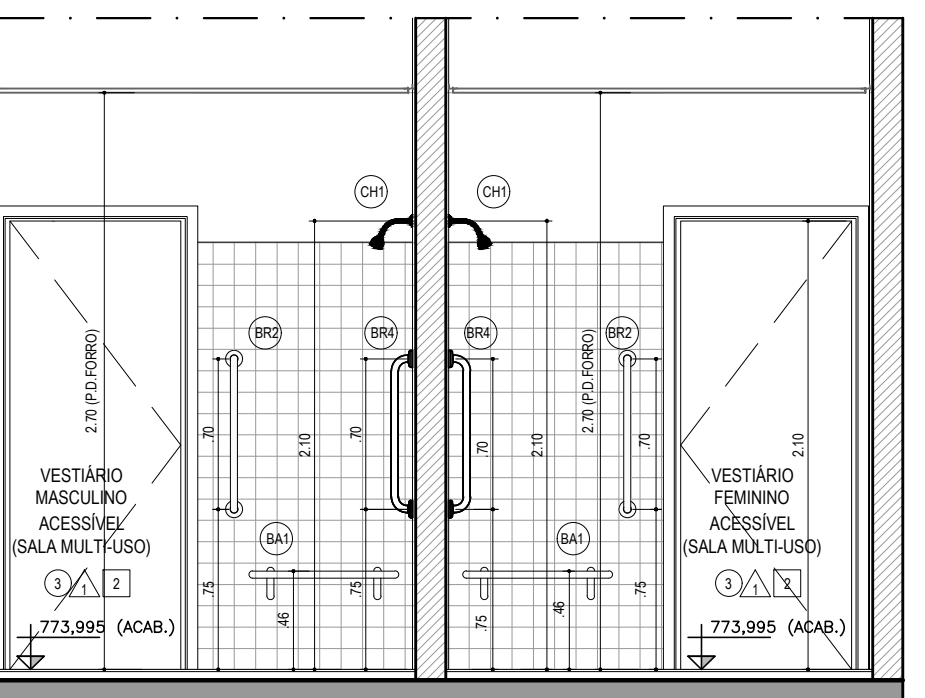 CH1
CH1
BR2
BR4
BR4
BR2
2.70 (P.D.FORRO)
.70
2.10
.70
.70
2.10
2.70 (P.D.FORRO)
.70
2.10
VESTIÁRIO
MASCULINO
ACESSÍVEL
(SALA MULTI-USO)
3
1
2
773,995 (ACAB.)
BA1
.75
.46
.75
BA1
.75
.46
.75
VESTIÁRIO
FEMININO
ACESSÍVEL
(SALA MULTI-USO)
3
1
2
773,995 (ACAB.)